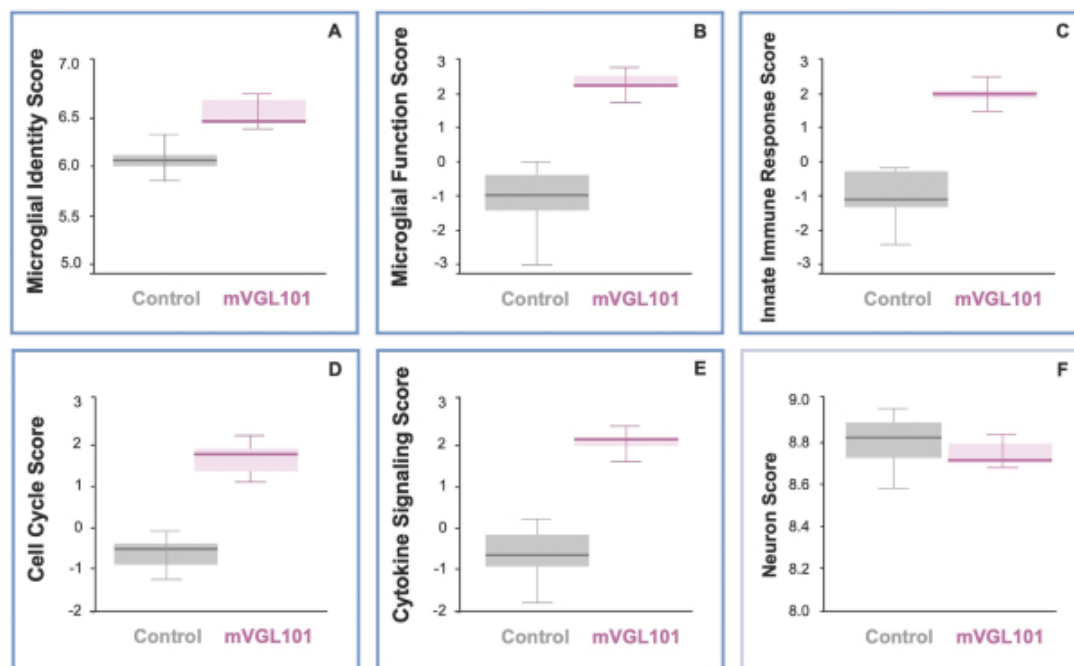 A
Microglial Identity Score
7.0
6.5
6.0
5.5
5.0
Control mVGL101
B
Microglial Function Score
3
2
1
0
-1
-2
-3
Control mVGL101
C
Innate Immune Response Score
3
2
1
0
-1
-2
-3
Control mVGL101
D
Cell Cycle Score
3
2
1
0
-1
-2
Control mVGL101
E
Cytokine Signaling Score
3
2
1
0
-1
-2
Control mVGL101
F
Neuron Score
9.0
8.8
8.6
8.4
8.2
8.0
Control mVGL101